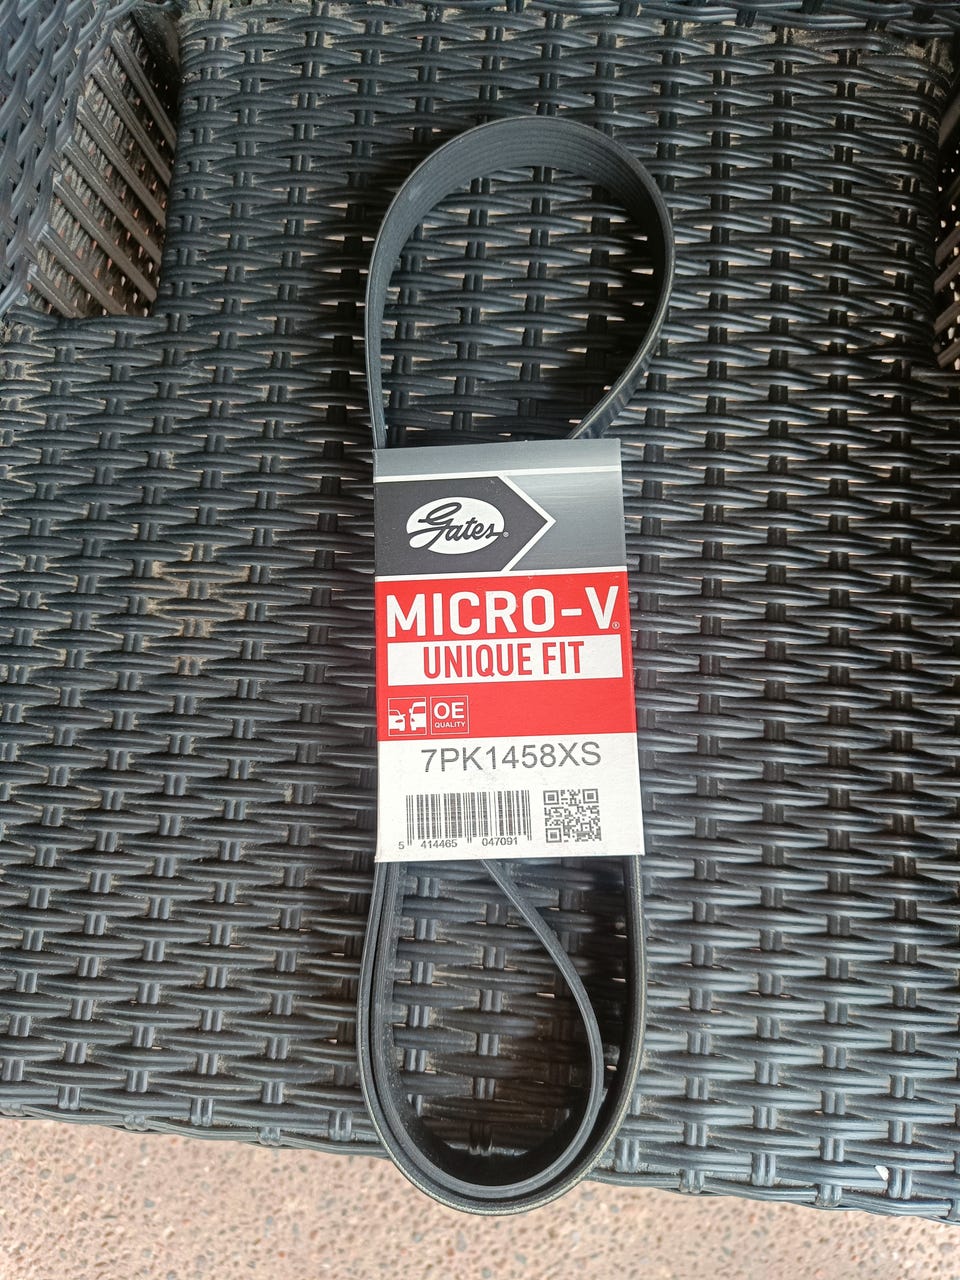 Gates®
MICRO-V®
UNIQUE FIT
OE
QUALITY
7PK1458XS
5 414465 047091